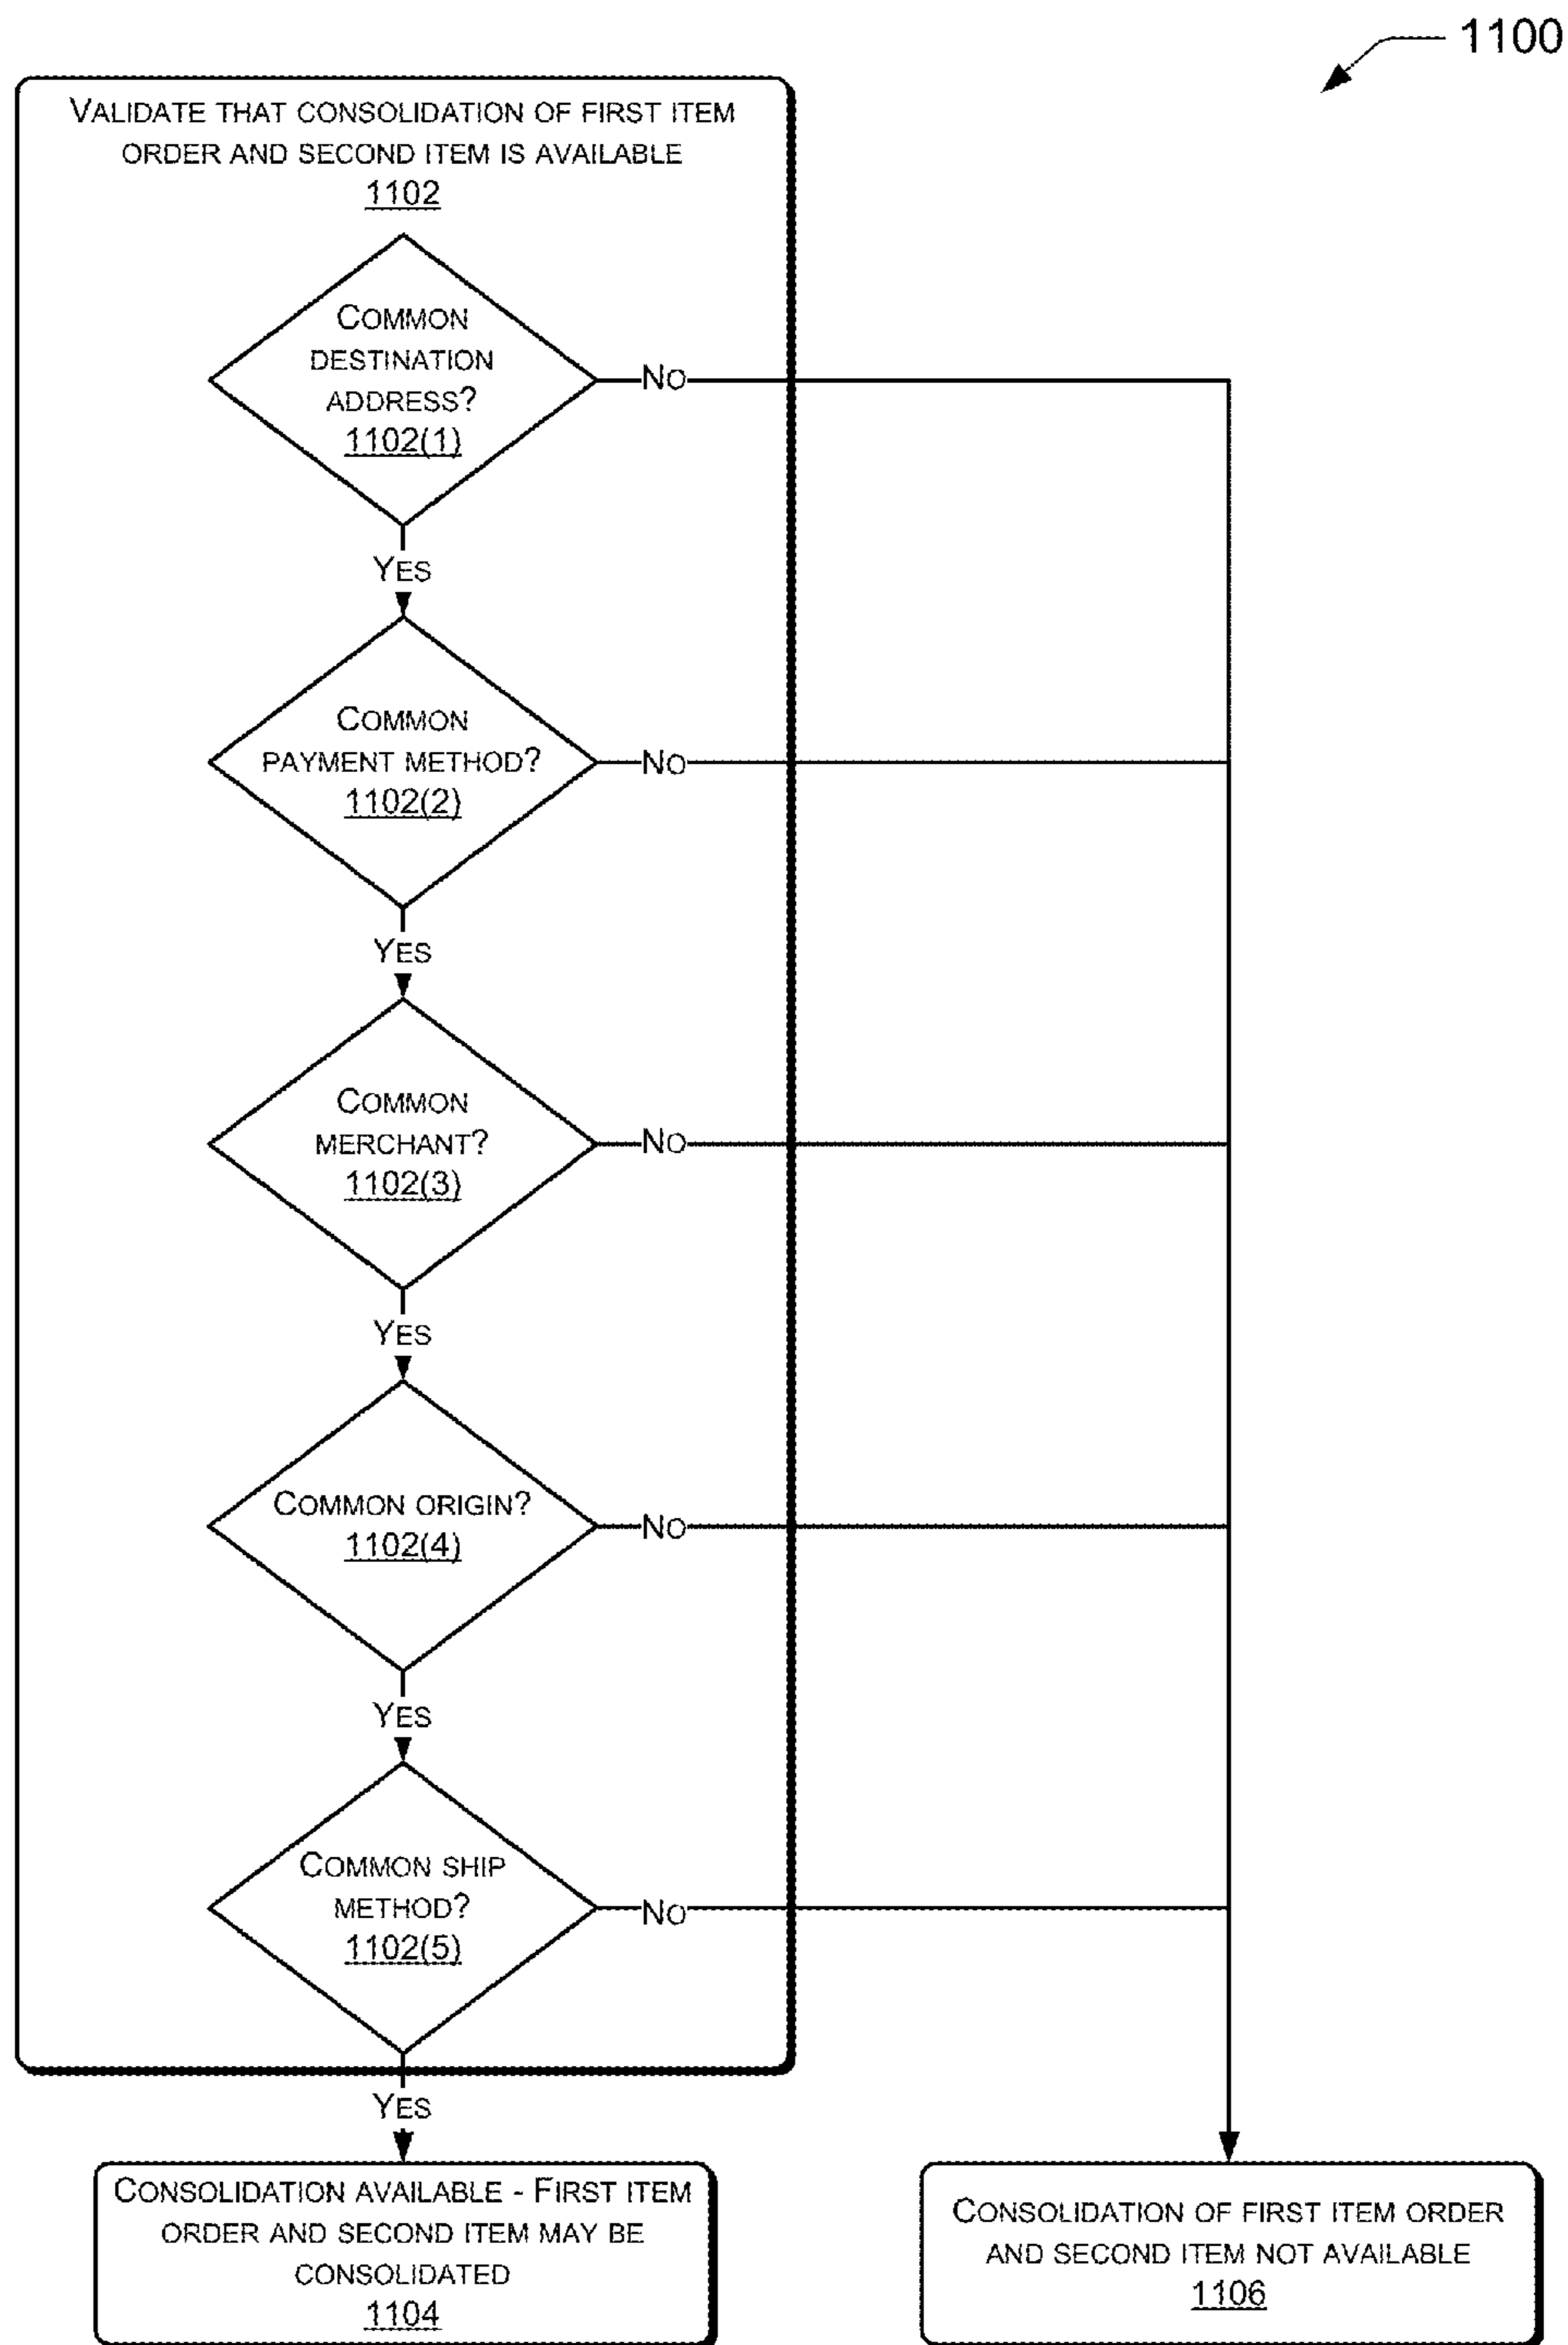 1100
VALIDATE THAT CONSOLIDATION OF FIRST ITEM
ORDER AND SECOND ITEM IS AVAILABLE
1102
COMMON
DESTINATION
ADDRESS?
1102(1)
NO
YES
COMMON
PAYMENT METHOD?
1102(2)
NO
YES
COMMON
MERCHANT?
1102(3)
NO
YES
COMMON ORIGIN?
1102(4)
NO
YES
COMMON SHIP
METHOD?
1102(5)
NO
YES
CONSOLIDATION AVAILABLE - FIRST ITEM
ORDER AND SECOND ITEM MAY BE
CONSOLIDATED
1104
CONSOLIDATION OF FIRST ITEM ORDER
AND SECOND ITEM NOT AVAILABLE
1106